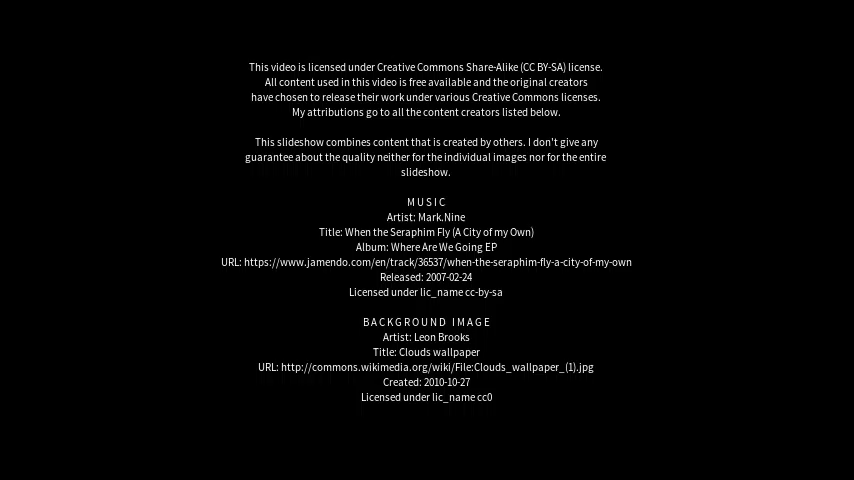 This video is licensed under Creative Commons Share-Alike (CC BY-SA) license.
All content used in this video is free available and the original creators
have chosen to release their work under various Creative Commons licenses.
My attributions go to all the content creators listed below.
This slideshow combines content that is created by others. I don't give any
guarantee about the quality neither for the individual images nor for the entire
slideshow.
MUSIC
Artist: Mark.Nine
Title: When the Seraphim Fly (A City of my Own)
Album: Where Are We Going EP
URL: https://www.jamendo.com/en/track/36537/when-the-seraphim-fly-a-city-of-my-own
Released: 2007-02-24
Licensed under lic_name cc-by-sa
BACKGROUND IMAGE
Artist: Leon Brooks
Title: Clouds wallpaper
URL: http://commons.wikimedia.org/wiki/File:Clouds_wallpaper_(1).jpg
Created: 2010-10-27
Licensed under lic_name cc0